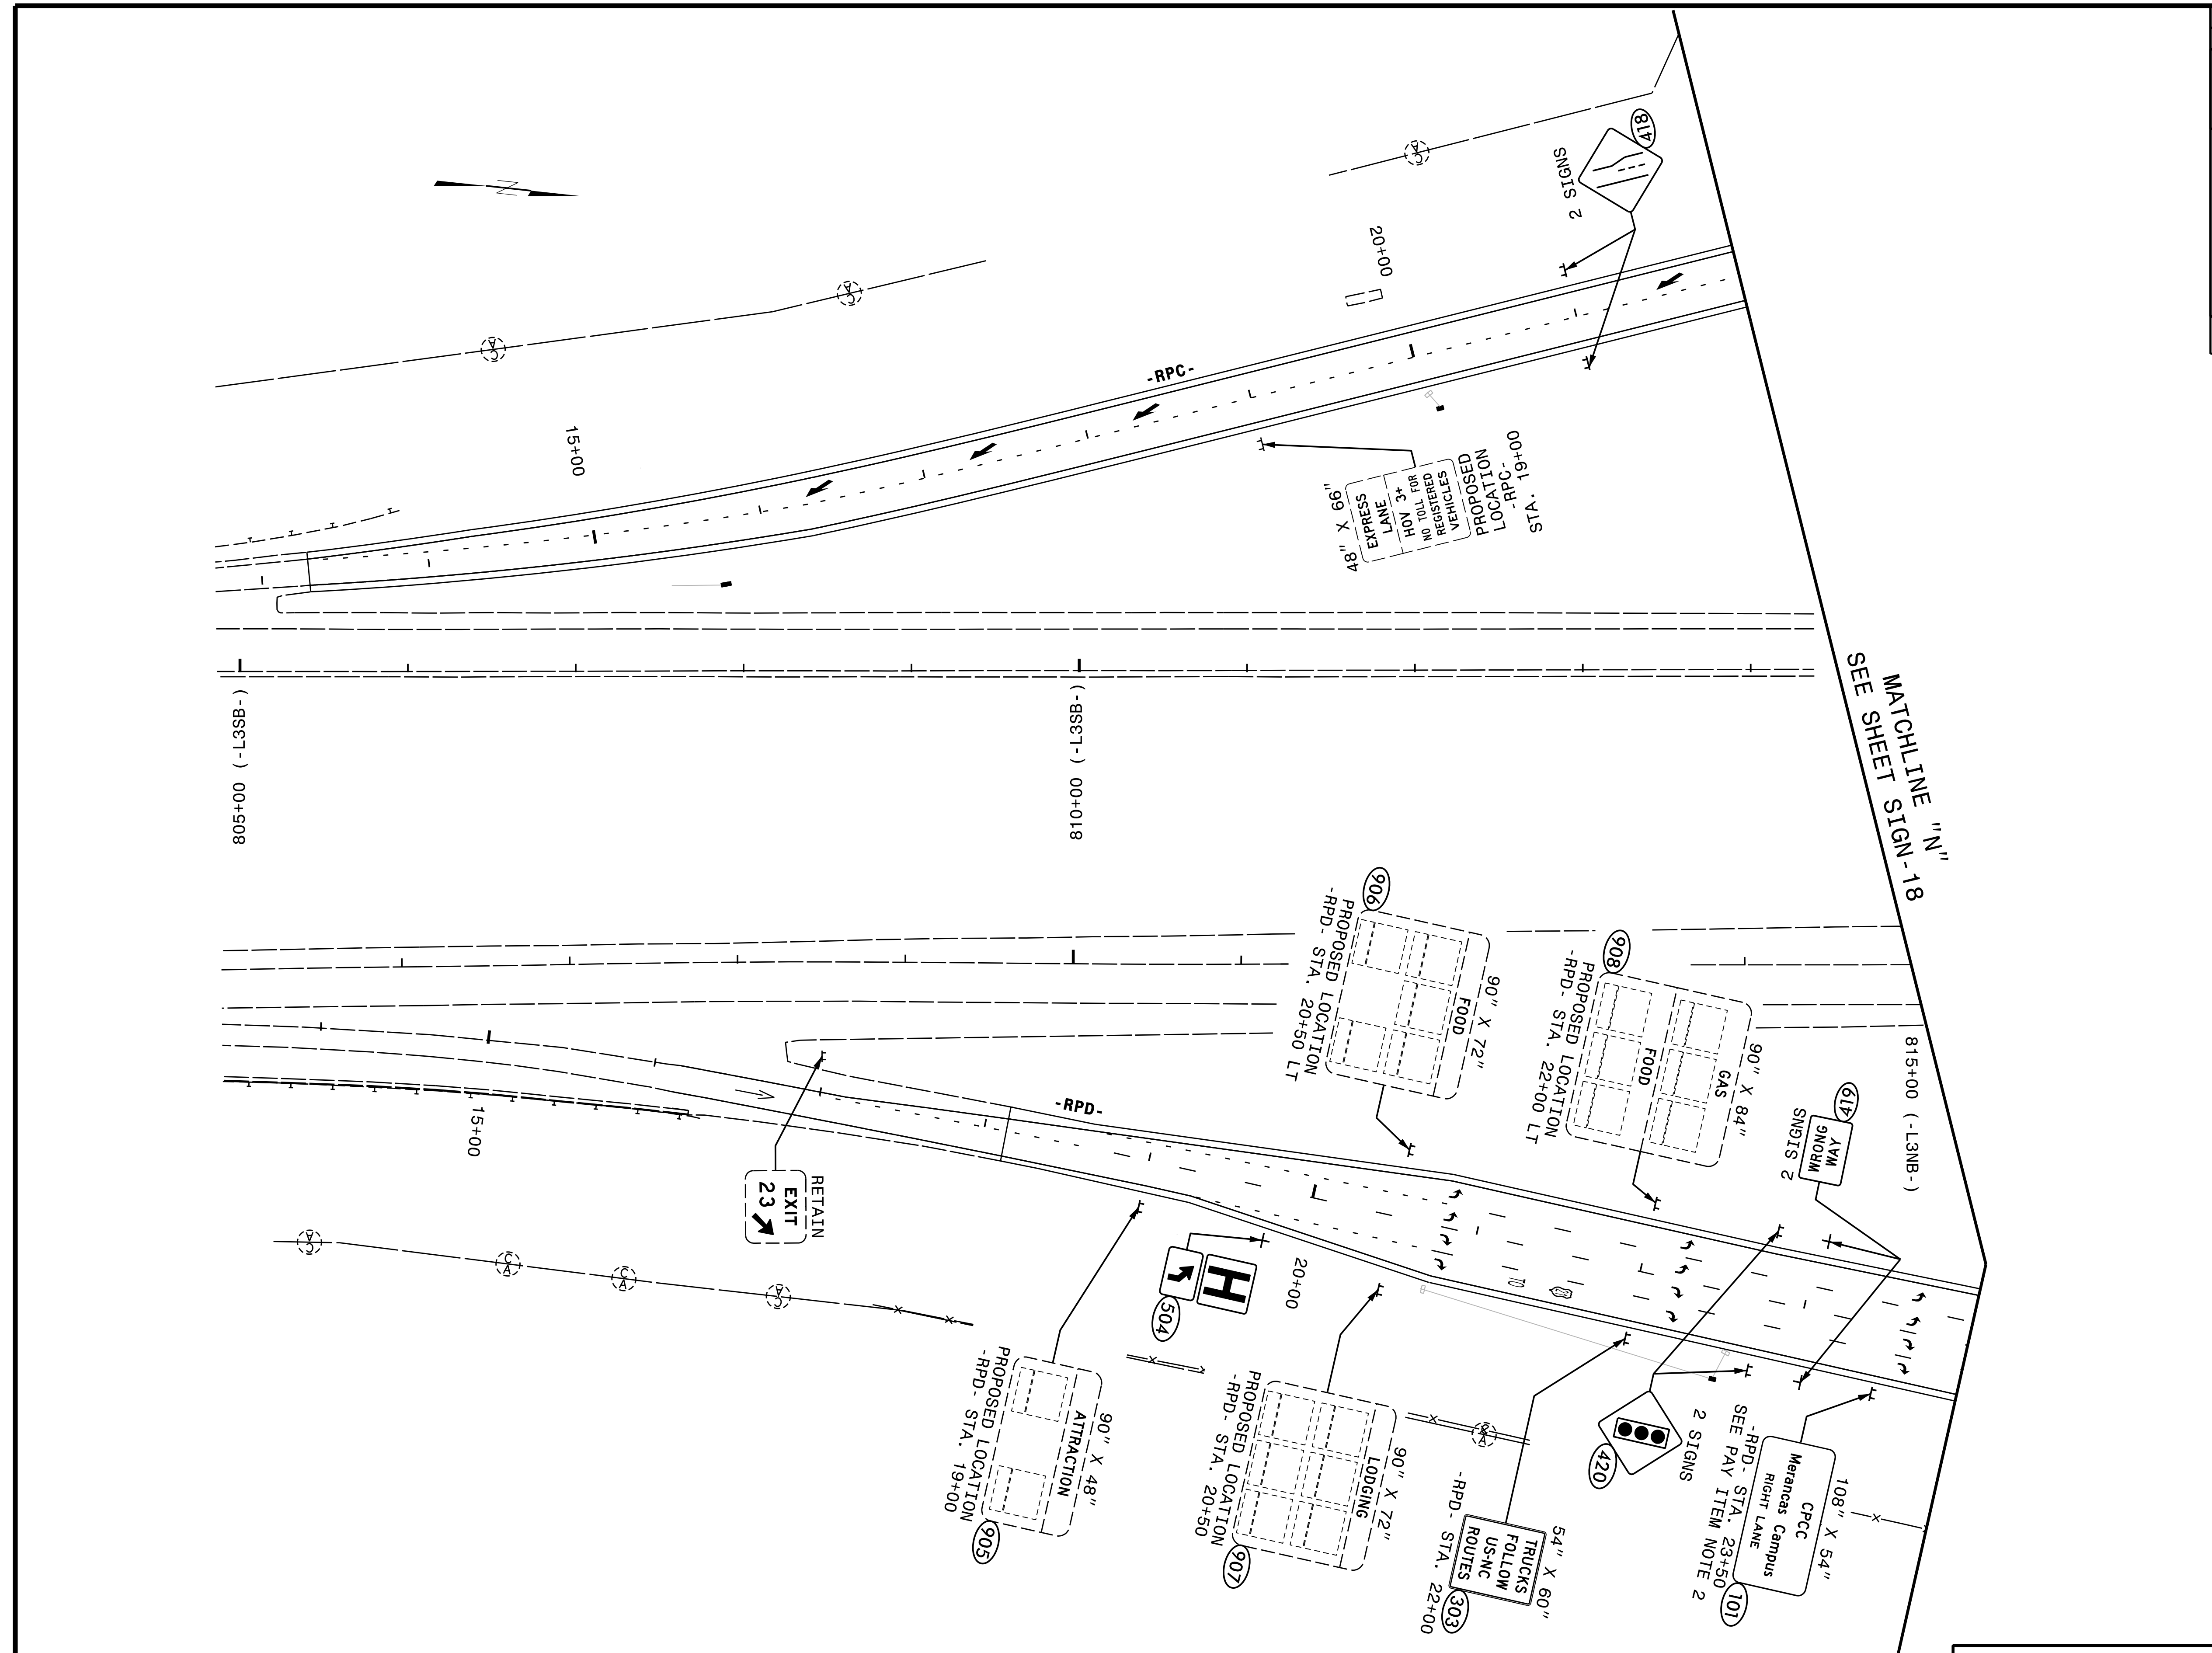 418
2 SIGNS
20+00
-RPC-
15+00
48" X 66"
EXPRESS
LANE
HOV 3+
NO TOLL FOR
REGISTERED
VEHICLES
PROPOSED
LOCATION
-RPC-
STA. 19+00
MATCHLINE "N"
SEE SHEET SIGN-18
805+00 (-L3SB-)
810+00 (-L3SB-)
815+00 (-L3NB-)
906
90" X 72"
FOOD
PROPOSED LOCATION
-RPD- STA. 20+50 LT
908
90" X 84"
GAS
FOOD
PROPOSED LOCATION
-RPD- STA. 22+00 LT
419
WRONG
WAY
2 SIGNS
15+00
-RPD-
RETAIN
EXIT
23
20+00
H
504
90" X 48"
ATTRACTION
PROPOSED LOCATION
-RPD- STA. 19+00
905
90" X 72"
LODGING
PROPOSED LOCATION
-RPD- STA. 20+50
907
54" X 60"
TRUCKS
FOLLOW
US-NC
ROUTES
-RPD- STA. 22+00
303
2 SIGNS
420
108" X 54"
CPCC
Merancas Campus
RIGHT LANE
-RPD- STA. 23+50
SEE PAY ITEM NOTE 2
101
C
A
C
A
C
A
C
A
C
A
C
A
C
A